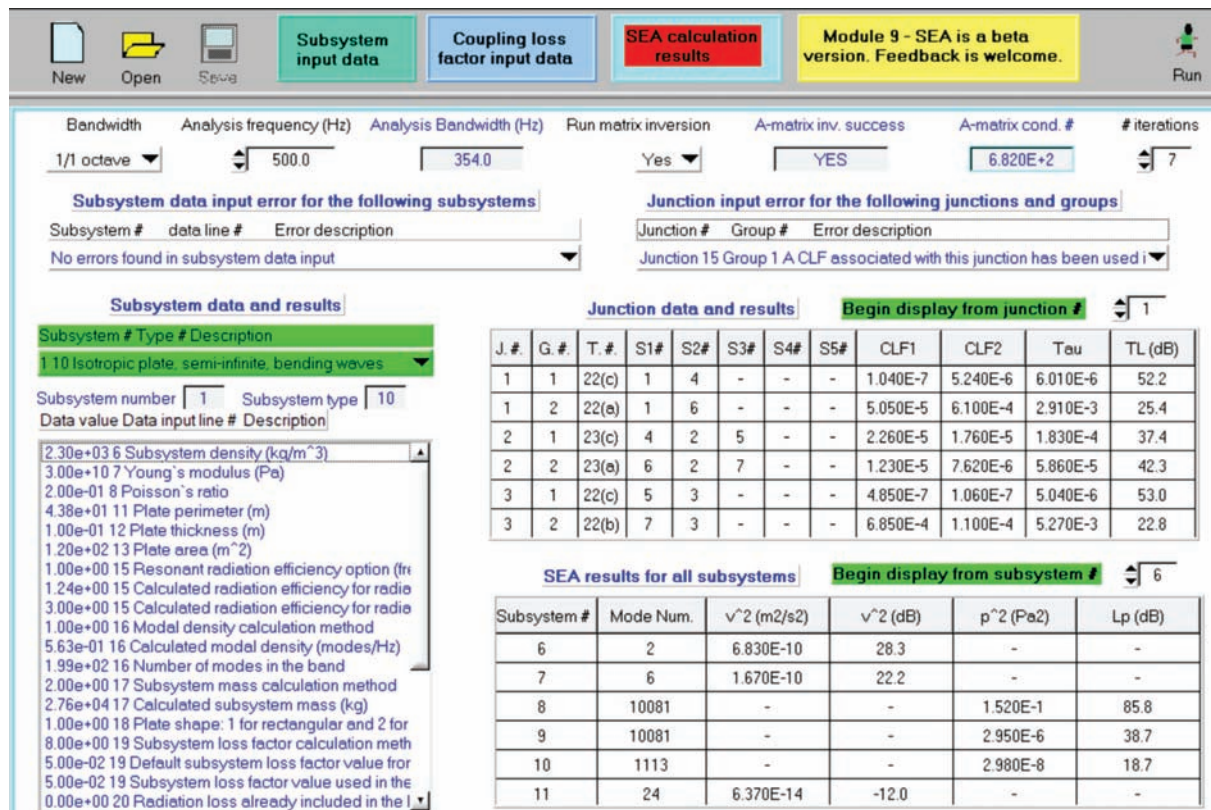 New Open Save
Subsystem
input data
Coupling loss
factor input data
SEA calculation
results
Module 9 - SEA is a beta
version. Feedback is welcome.
Run
Bandwidth Analysis frequency (Hz) Analysis Bandwidth (Hz) Run matrix inversion A-matrix inv. success A-matrix cond. # # iterations
1/1 octave 500.0 354.0 Yes YES 6.820E+2 7
Subsystem data input error for the following subsystems
Subsystem # data line # Error description
No errors found in subsystem data input
Junction input error for the following junctions and groups
Junction # Group # Error description
Junction 15 Group 1 A CLF associated with this junction has been used i
Subsystem data and results
Subsystem # Type # Description
1 10 Isotropic plate, semi-infinite, bending waves
Subsystem number 1 Subsystem type 10
Data value Data input line # Description
2.30e+03 6 Subsystem density (kg/m^3)
3.00e+10 7 Young`s modulus (Pa)
2.00e-01 8 Poisson`s ratio
4.38e+01 11 Plate perimeter (m)
1.00e-01 12 Plate thickness (m)
1.20e+02 13 Plate area (m^2)
1.00e+00 15 Resonant radiation efficiency option (fre
1.24e+00 15 Calculated radiation efficiency for radia
3.00e+00 15 Calculated radiation efficiency for radia
1.00e+00 16 Modal density calculation method
5.63e-01 16 Calculated modal density (modes/Hz)
1.99e+02 16 Number of modes in the band
2.00e+00 17 Subsystem mass calculation method
2.76e+04 17 Calculated subsystem mass (kg)
1.00e+00 18 Plate shape: 1 for rectangular and 2 for
8.00e+00 19 Subsystem loss factor calculation meth
5.00e-02 19 Default subsystem loss factor value fror
5.00e-02 19 Subsystem loss factor value used in the
0.00e+00 20 Radiation loss already included in the l
Junction data and results Begin display from junction # 1
J. #. G. #. T. #. S1# S2# S3# S4# S5# CLF1 CLF2 Tau TL (dB)
1 1 22(c) 1 4 - - - 1.040E-7 5.240E-6 6.010E-6 52.2
1 2 22(a) 1 6 - - - 5.050E-5 6.100E-4 2.910E-3 25.4
2 1 23(c) 4 2 5 - - 2.260E-5 1.760E-5 1.830E-4 37.4
2 2 23(a) 6 2 7 - - 1.230E-5 7.620E-6 5.860E-5 42.3
3 1 22(c) 5 3 - - - 4.850E-7 1.060E-7 5.040E-6 53.0
3 2 22(b) 7 3 - - - 6.850E-4 1.100E-4 5.270E-3 22.8
SEA results for all subsystems Begin display from subsystem # 6
Subsystem # Mode Num. v^2 (m2/s2) v^2 (dB) p^2 (Pa2) Lp (dB)
6 2 6.830E-10 28.3 - -
7 6 1.670E-10 22.2 - -
8 10081 - - 1.520E-1 85.8
9 10081 - - 2.950E-6 38.7
10 1113 - - 2.980E-8 18.7
11 24 6.370E-14 -12.0 - -